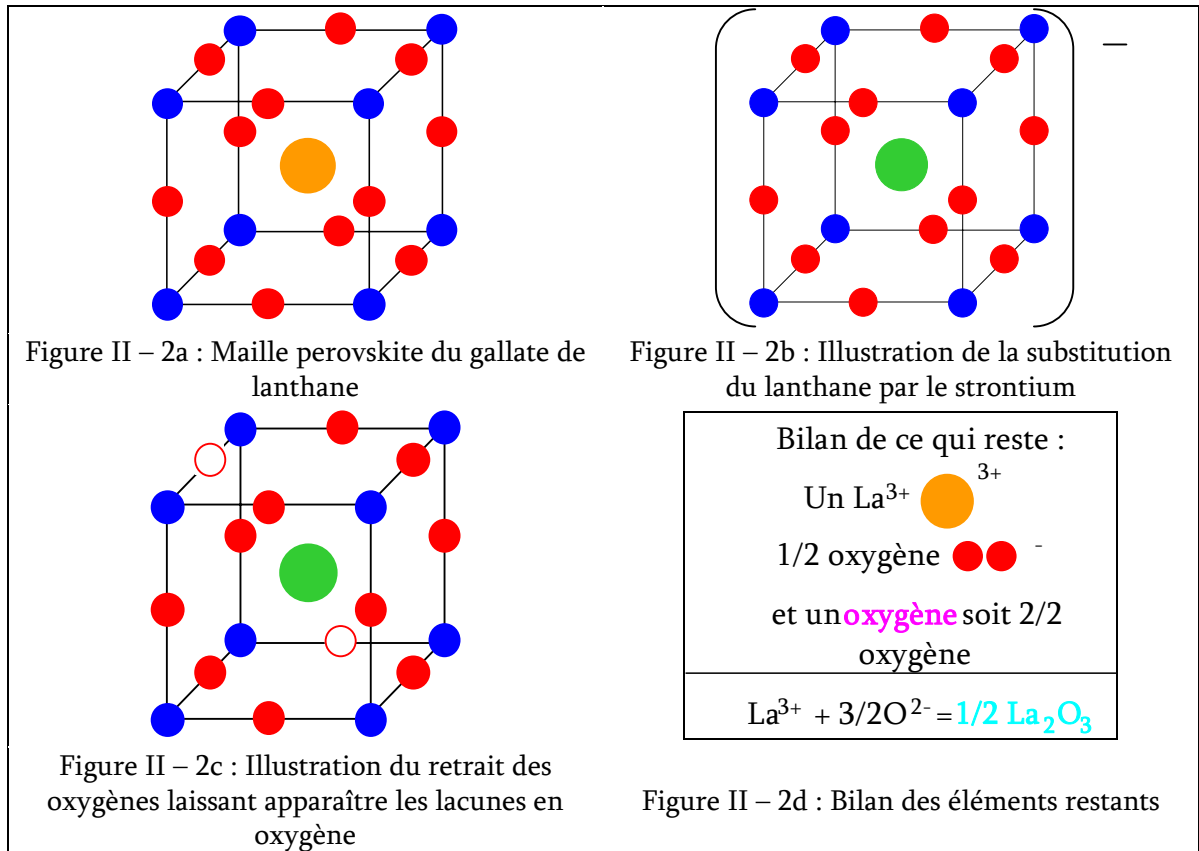 —
Figure II – 2a : Maille perovskite du gallate de
lanthane
Figure II – 2b : Illustration de la substitution
du lanthane par le strontium
Figure II – 2c : Illustration du retrait des
oxygènes laissant apparaître les lacunes en
oxygène
Bilan de ce qui reste :
Un La³⁺ 3+
1/2 oxygène -
et unoxygène soit 2/2
oxygène
La³⁺ + 3/2O²⁻ = 1/2 La₂O₃
Figure II – 2d : Bilan des éléments restants